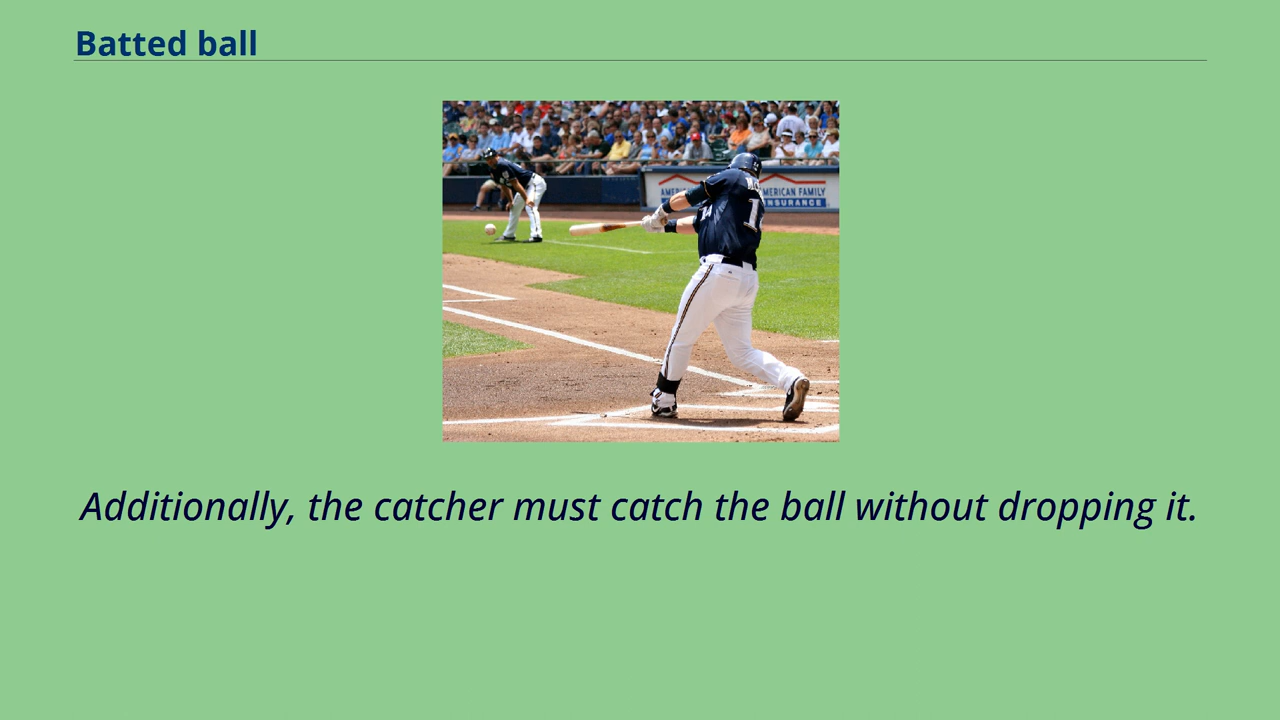 Batted ball
AMERICAN FAMILY
INSURANCE
Additionally, the catcher must catch the ball without dropping it.